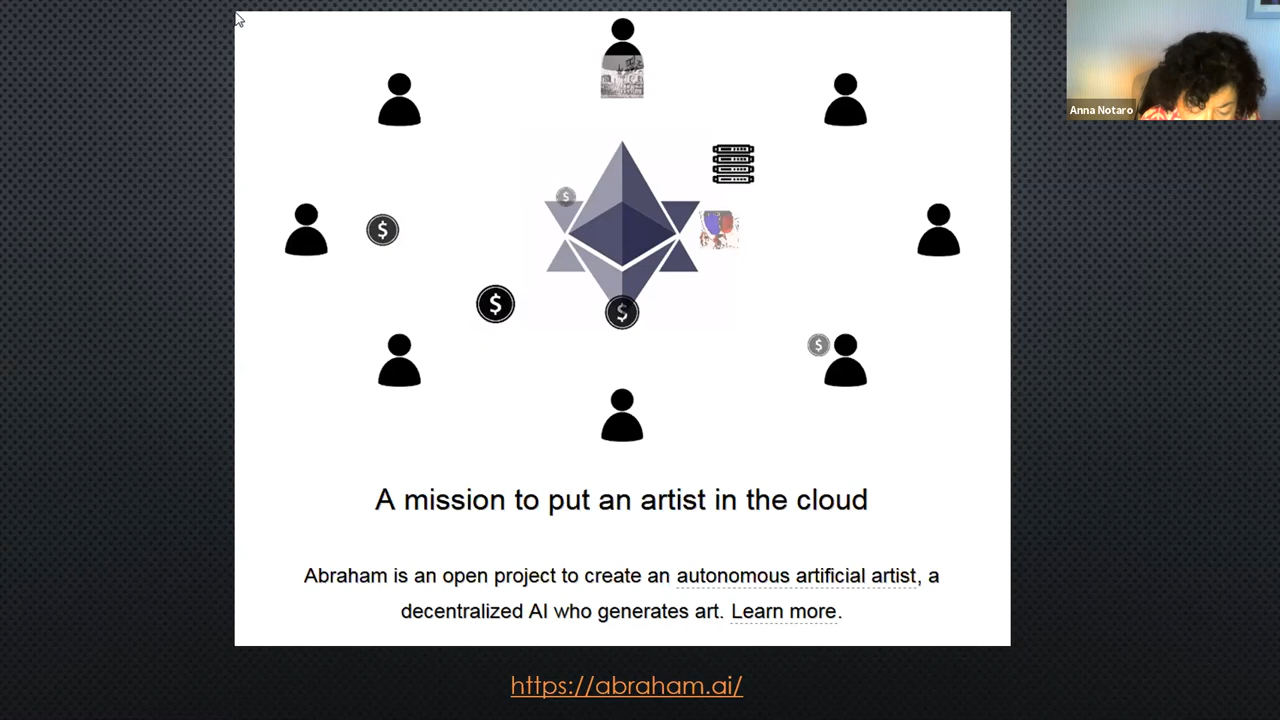 Anna Notaro
$
$
$
$
$
A mission to put an artist in the cloud
Abraham is an open project to create an autonomous artificial artist, a
decentralized AI who generates art. Learn more.
https://abraham.ai/